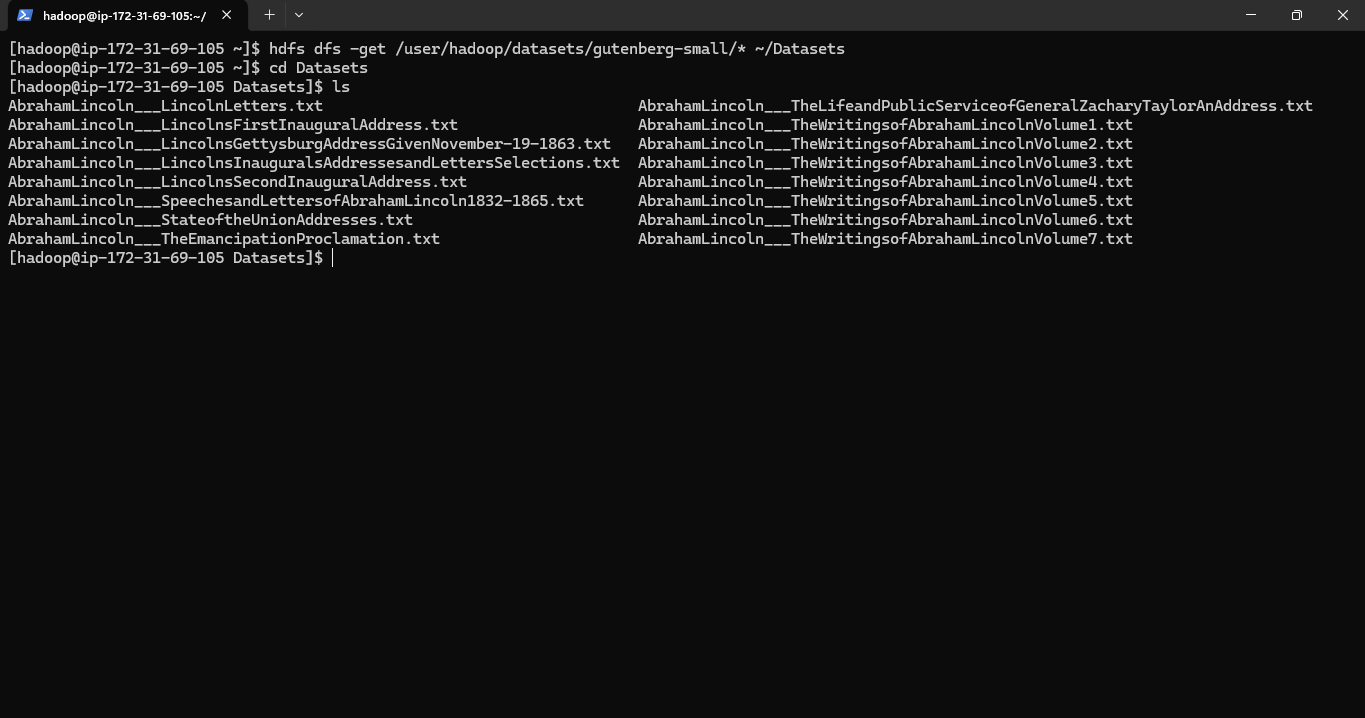 hadoop@ip-172-31-69-105:~/
[hadoop@ip-172-31-69-105 ~]$ hdfs dfs -get /user/hadoop/datasets/gutenberg-small/* ~/Datasets
[hadoop@ip-172-31-69-105 ~]$ cd Datasets
[hadoop@ip-172-31-69-105 Datasets]$ ls
AbrahamLincoln___LincolnLetters.txt AbrahamLincoln___TheLifeandPublicServiceofGeneralZacharyTaylorAnAddress.txt
AbrahamLincoln___LincolnsFirstInauguralAddress.txt AbrahamLincoln___TheWritingsofAbrahamLincolnVolume1.txt
AbrahamLincoln___LincolnsGettysburgAddressGivenNovember-19-1863.txt AbrahamLincoln___TheWritingsofAbrahamLincolnVolume2.txt
AbrahamLincoln___LincolnsInauguralsAddressesandLettersSelections.txt AbrahamLincoln___TheWritingsofAbrahamLincolnVolume3.txt
AbrahamLincoln___LincolnsSecondInauguralAddress.txt AbrahamLincoln___TheWritingsofAbrahamLincolnVolume4.txt
AbrahamLincoln___SpeechesandLettersofAbrahamLincoln1832-1865.txt AbrahamLincoln___TheWritingsofAbrahamLincolnVolume5.txt
AbrahamLincoln___StateoftheUnionAddresses.txt AbrahamLincoln___TheWritingsofAbrahamLincolnVolume6.txt
AbrahamLincoln___TheEmancipationProclamation.txt AbrahamLincoln___TheWritingsofAbrahamLincolnVolume7.txt
[hadoop@ip-172-31-69-105 Datasets]$